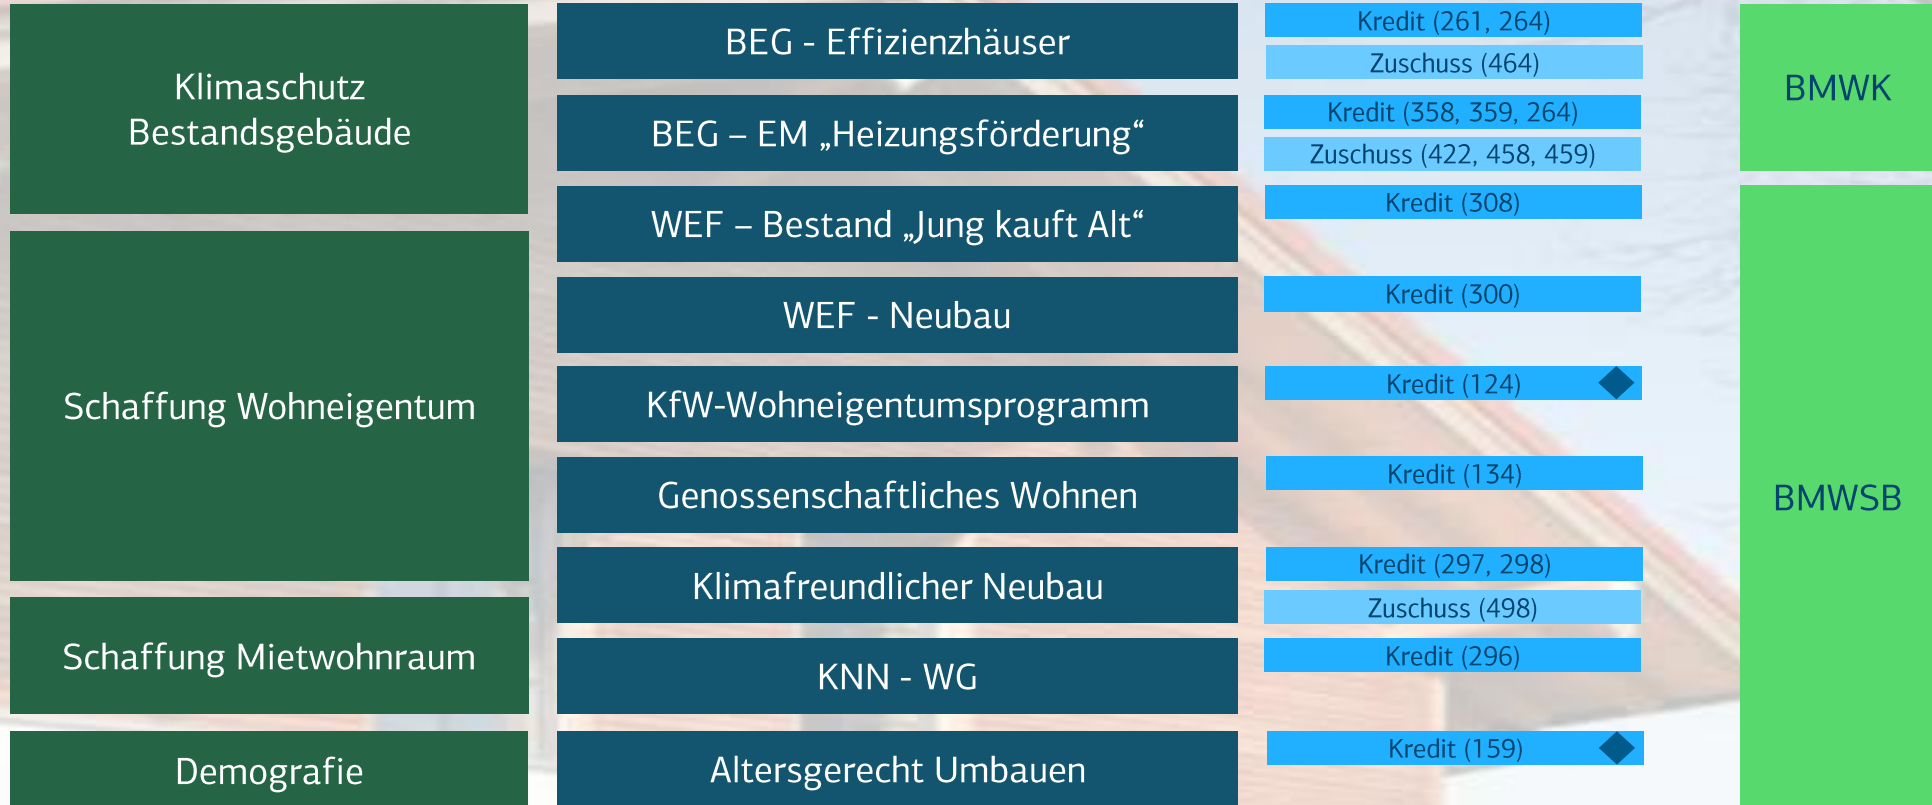 Klimaschutz
Bestandsgebäude
Schaffung Wohneigentum
Schaffung Mietwohnraum
Demografie
BEG - Effizienzhäuser
Kredit (261, 264)
Zuschuss (464)
BEG – EM „Heizungsförderung“
Kredit (358, 359, 264)
Zuschuss (422, 458, 459)
WEF – Bestand „Jung kauft Alt“
Kredit (308)
WEF - Neubau
Kredit (300)
KfW-Wohneigentumsprogramm
Kredit (124)
Genossenschaftliches Wohnen
Kredit (134)
Klimafreundlicher Neubau
Kredit (297, 298)
Zuschuss (498)
KNN - WG
Kredit (296)
Altersgerecht Umbauen
Kredit (159)
BMWK
BMWSB